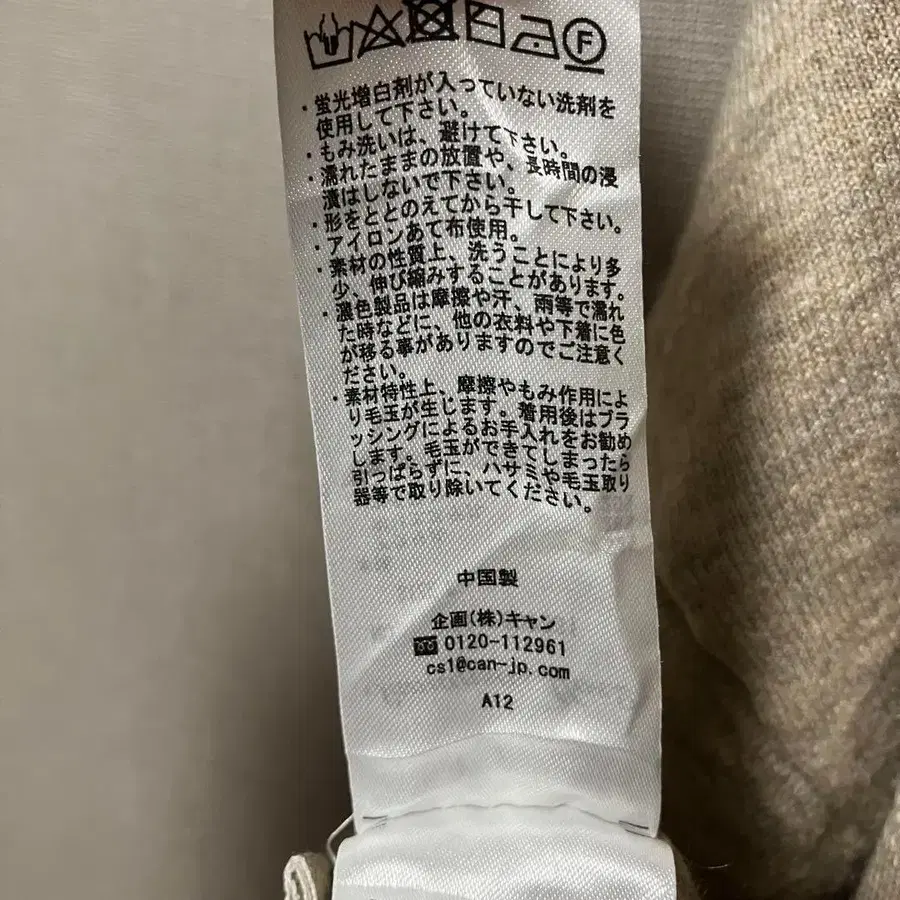 F
・蛍光増白剤が入っていない洗剤を
使用して下さい。
・もみ洗いは、避けて下さい。
・濡れたままの放置や、長時間の浸
漬はしないで下さい。
・形をととのえてから干して下さい。
・アイロンあて布使用。
・素材の性質上、洗うことにより多
少、伸び縮みすることがあります。
・濃色製品は摩擦や汗、雨等で濡れ
た時などに、他の衣料や下着に色
が移る事がありますのでご注意く
ださい。
・素材特性上、摩擦やもみ作用によ
り毛玉が生じます。着用後はブラ
ッシングによるお手入れをお勧め
します。毛玉ができてしまったら
引っぱらずに、ハサミや毛玉取り
器等で取り除いてください。
中国製
企画(株)キャン
0120-112961
cs1@can-jp.com
A12